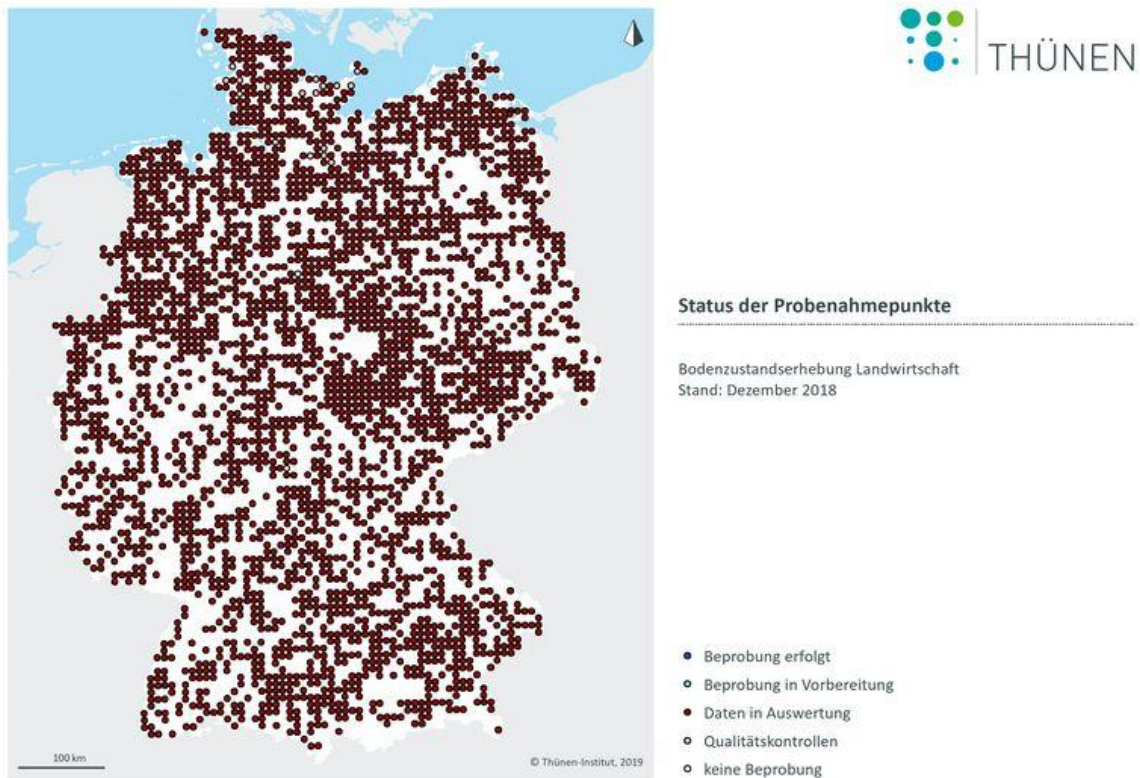 THÜNEN
Status der Probenahmepunkte
Bodenzustandserhebung Landwirtschaft
Stand: Dezember 2018
Beprobung erfolgt
Beprobung in Vorbereitung
Daten in Auswertung
Qualitätskontrollen
keine Beprobung
100 km
© Thünen-Institut, 2019